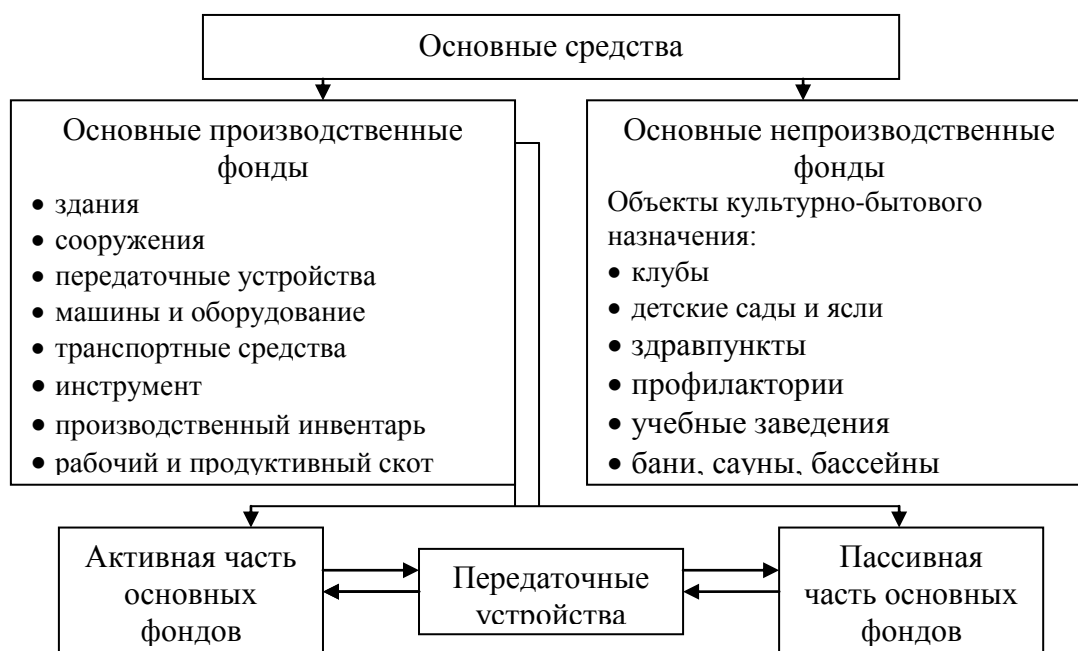 Основные средства
Основные производственные
фонды
• здания
• сооружения
• передаточные устройства
• машины и оборудование
• транспортные средства
• инструмент
• производственный инвентарь
• рабочий и продуктивный скот
Основные непроизводственные
фонды
Объекты культурно-бытового
назначения:
• клубы
• детские сады и ясли
• здравпункты
• профилактории
• учебные заведения
• бани, сауны, бассейны
Активная часть
основных
фондов
Передаточные
устройства
Пассивная
часть основных
фондов